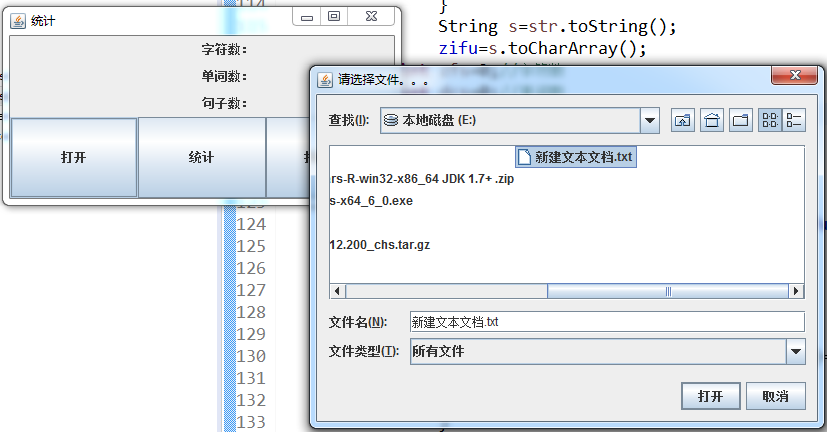 114
}
String s=str.toString();
zifu=s.toCharArray();
统计
字符数：
单词数：
句子数：
打开
统计
请选择文件。。。
查找(I):
本地磁盘 (E:)
新建文本文档.txt
rs-R-win32-x86_64 JDK 1.7+ .zip
s-x64_6_0.exe
12.200_chs.tar.gz
文件名(N):
新建文本文档.txt
文件类型(T):
所有文件
打开
取消
124
125
126
127
128
129
130
131
132
133